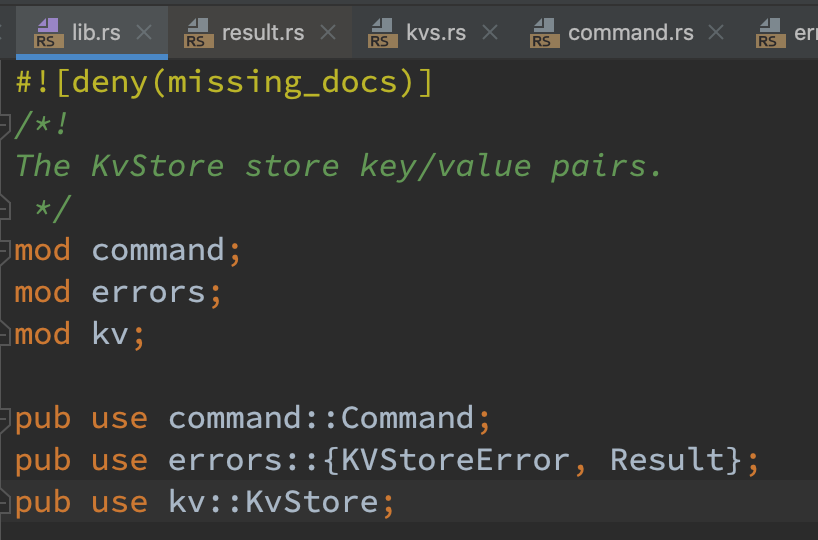 lib.rs result.rs kvs.rs command.rs
RS RS RS RS RS
#![deny(missing_docs)]
/*!
The KvStore store key/value pairs.
*/
mod command;
mod errors;
mod kv;
pub use command::Command;
pub use errors::{KVStoreError, Result};
pub use kv::KvStore;